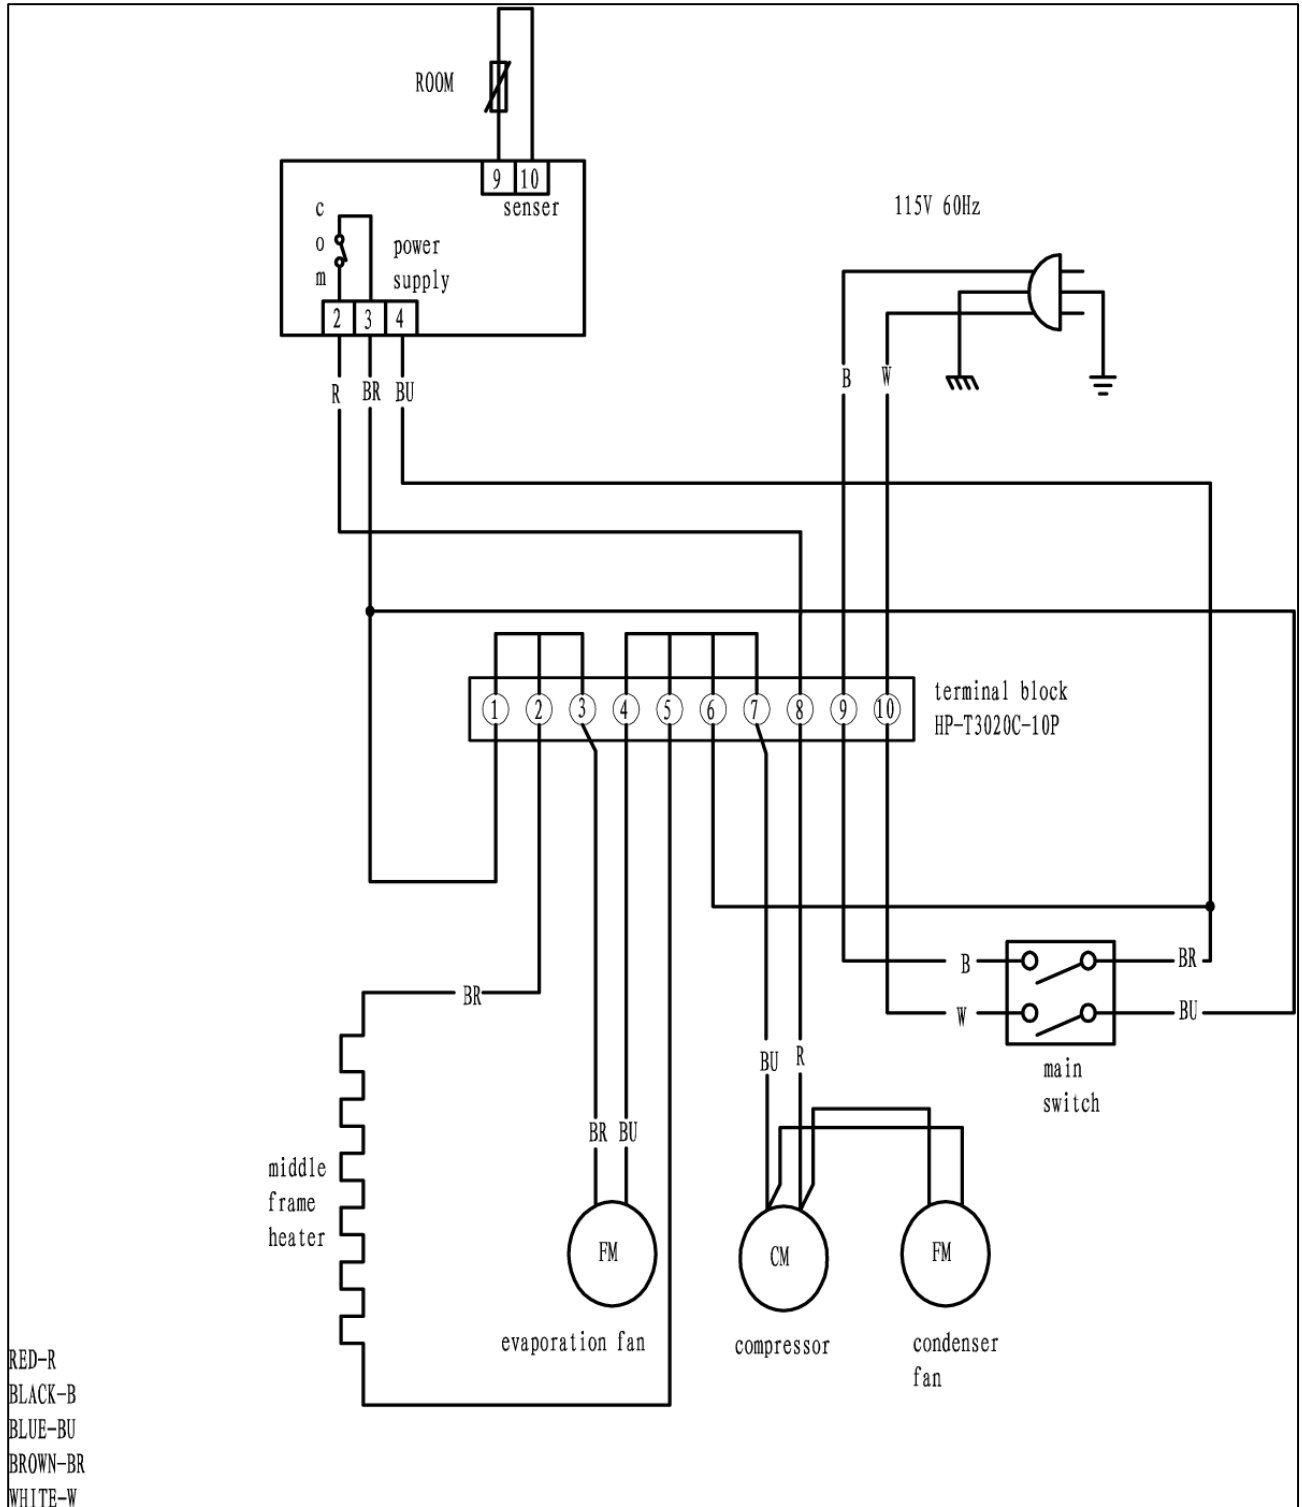 ROOM
9 10
senser
c
o
m
power
supply
2 3 4
115V 60Hz
R BR BU
B W
1 2 3 4 5 6 7 8 9 10
terminal block
HP-T3020C-10P
B BR
W BU
main
switch
BR
BU R
BR BU
middle
frame
heater
FM CM FM
evaporation fan
compressor
condenser
fan
RED-R
BLACK-B
BLUE-BU
BROWN-BR
WHITE-W